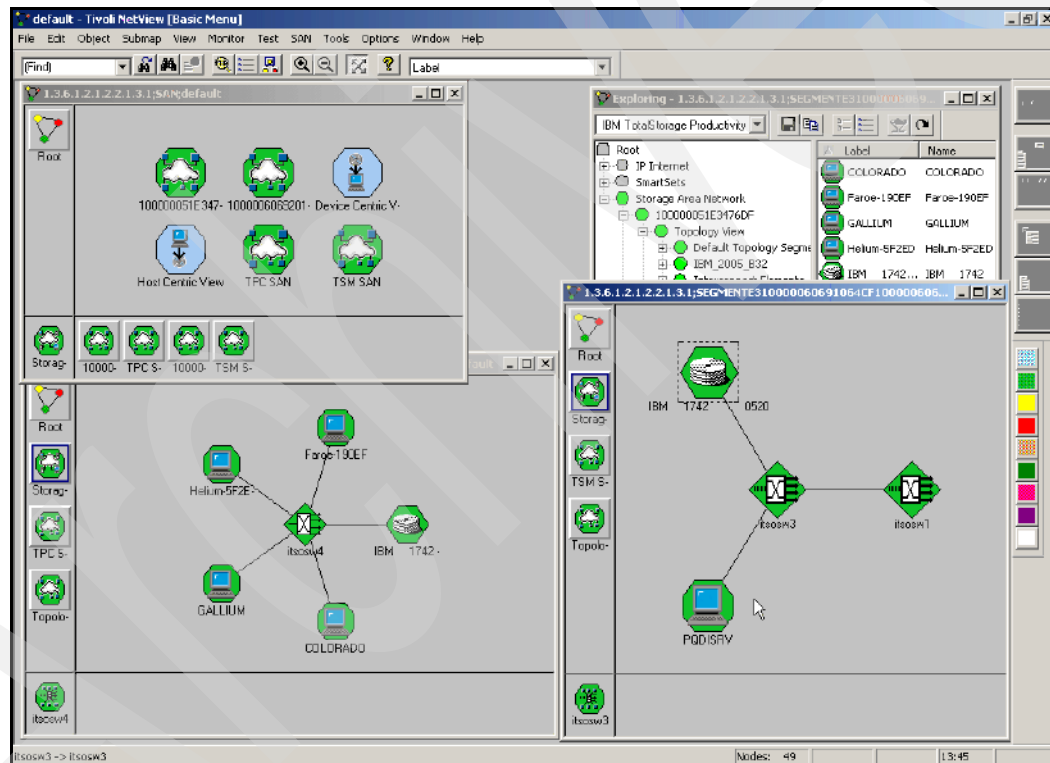 default - Tivoli NetView [Basic Menu]
File Edit Object Submap View Monitor Test SAN Tools Options Window Help
(Find)
Label
1.3.6.1.2.1.2.2.1.3.1;SAN;default
Root
100000051E347- 1000006069201- Device Centric V-
Host Centric View TPC SAN TSM SAN
Storag- 10000- TPC S- 10000- TSM S-
Exploring - 1.3.6.1.2.1.2.2.1.3.1;
IBM TotalStorage Productivity
Root
IP Internet
SmartSets
Storage Area Network
100000051E3476DF
Topology View
Default Topology Segme
IBM_2005_B32
Label Name
COLORADO COLORADO
Faroe-190EF Faroe-190EF
GALLIUM GALLIUM
Helium-5F2ED Helium-5F2ED
IBM 1742... IBM 1742
Root
Storag-
TPC S-
Topolo-
itsosw4
Faroe-190EF
Helium-5F2E-
itsosw4
IBM 1742-
GALLIUM
COLORADO
1.3.6.1.2.1.2.2.1.3.1;SEGMENTE310000060691064CF100000606...
Root
Storag-
TSM S-
Topolo-
itsosw3
IBM 1742 0520
itsosw3
itsosw1
PQDISRV
itsosw3 -> itsosw3
Nodes: 49
13:45